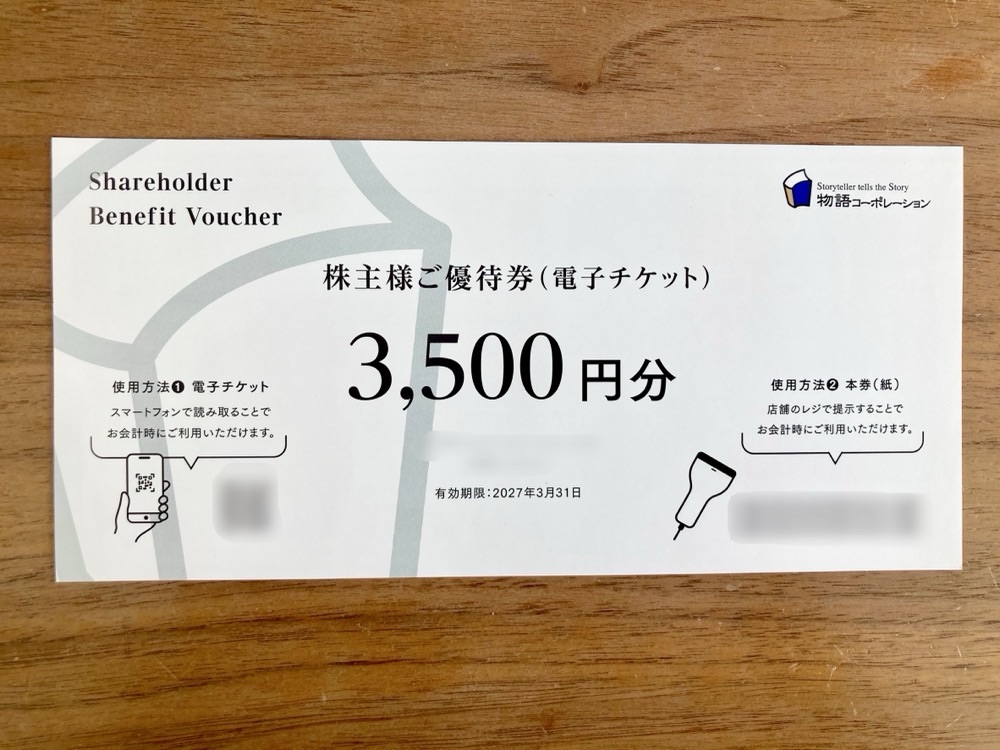 Shareholder
Benefit Voucher
Storyteller tells the Story
物語コーポレーション
株主様ご優待券(電子チケット)
3,500円分
使用方法❶ 電子チケット
スマートフォンで読み取ることで
お会計時にご利用いただけます。
使用方法❷ 本券(紙)
店舗のレジで提示することで
お会計時にご利用いただけます。
有効期限:2027年3月31日